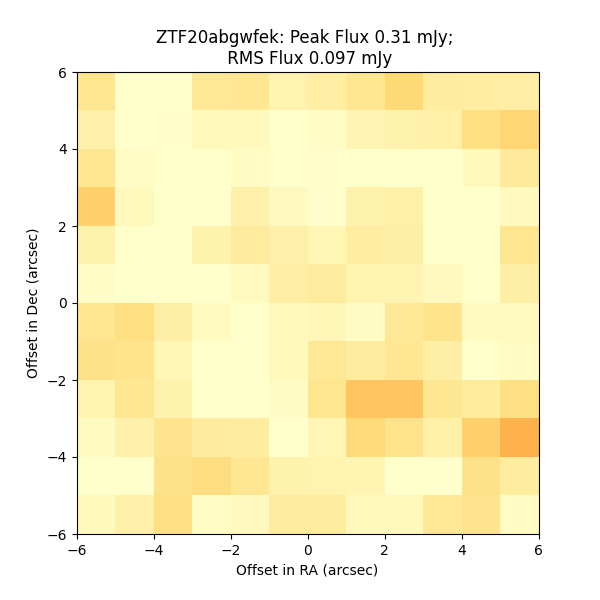 ZTF20abgwfek: Peak Flux 0.31 mJy;
RMS Flux 0.097 mJy
6
4
2
0
−2
−4
−6
Offset in Dec (arcsec)
−6 −4 −2 0 2 4 6
Offset in RA (arcsec)